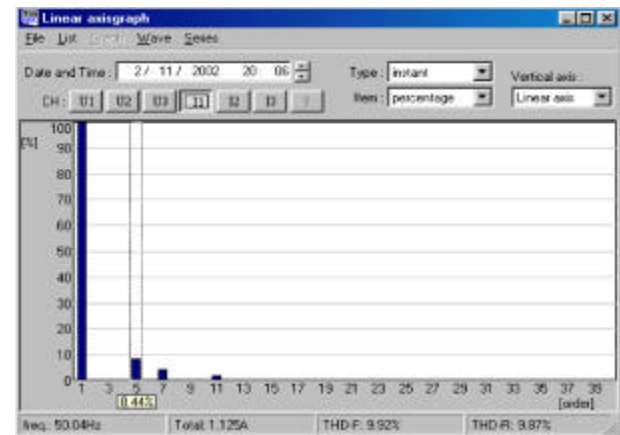 Linear axisgraph
File List Graph Wave Series
Date and Time : 2 / 11 / 2002 20 : 06 Type : instant Vertical axis :
CH : U1 U2 U3 I1 I2 I3 Item : percentage Linear axis
[%]
100
90
80
70
60
50
40
30
20
10
0
1 3 5 7 9 11 13 15 17 19 21 23 25 27 29 31 33 35 37 39
8.44%
[order]
freq.: 50.04Hz Total: 1.125A THD-F: 9.92% THD-R: 9.87%